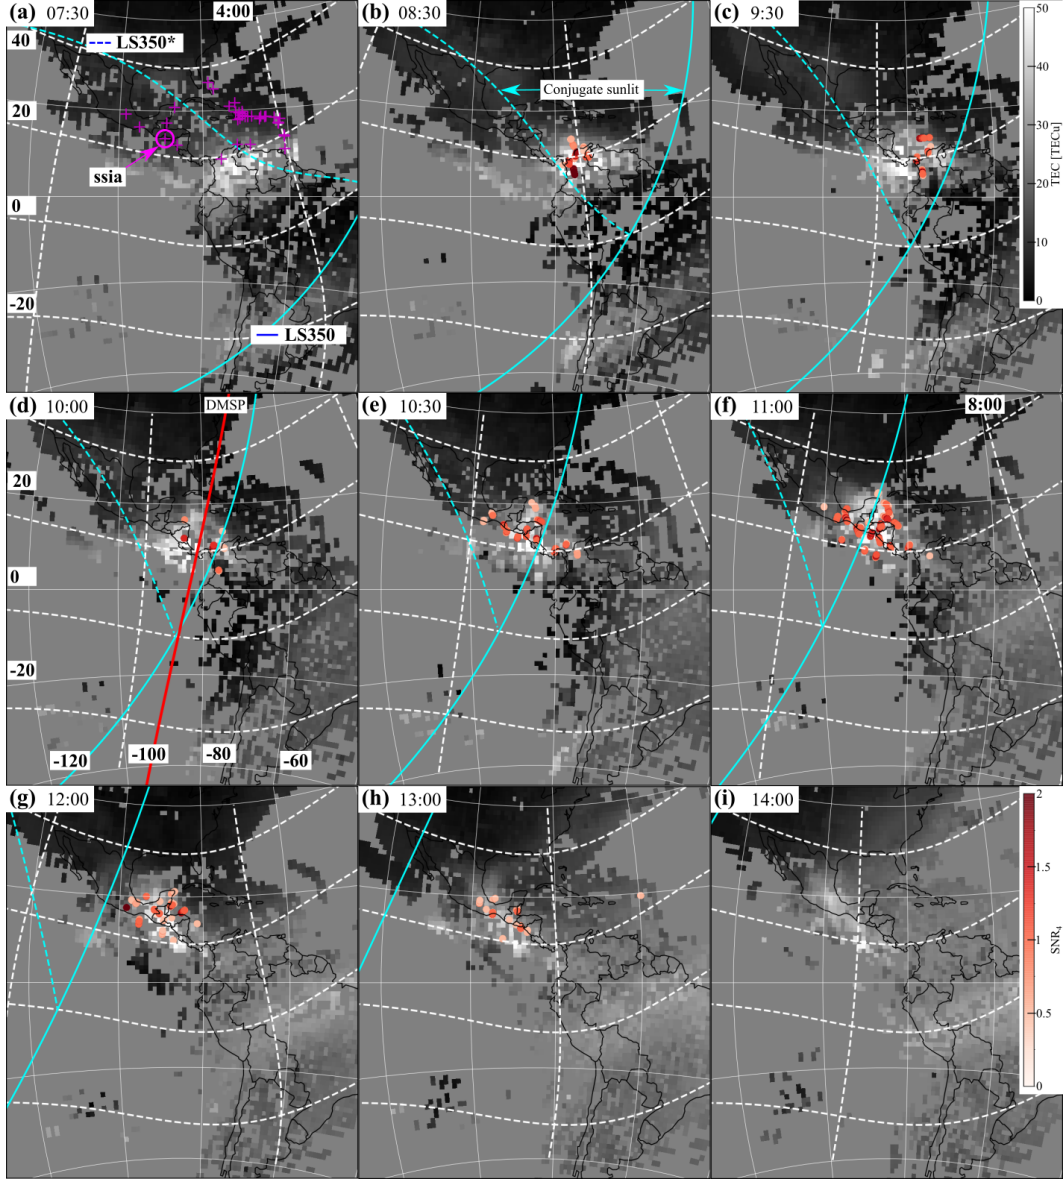 (a) 07:30
4:00
(b) 08:30
(c) 9:30
50
40
LS350*
40
Conjugate sunlit
20
30
ssia
TEC [TECu]
20
0
10
-20
LS350
0
(d) 10:00
DMSP
(e) 10:30
(f) 11:00
8:00
20
0
-20
-120
-100
-80
-60
(g) 12:00
(h) 13:00
(i) 14:00
2
1.5
1
SNR4
0.5
0